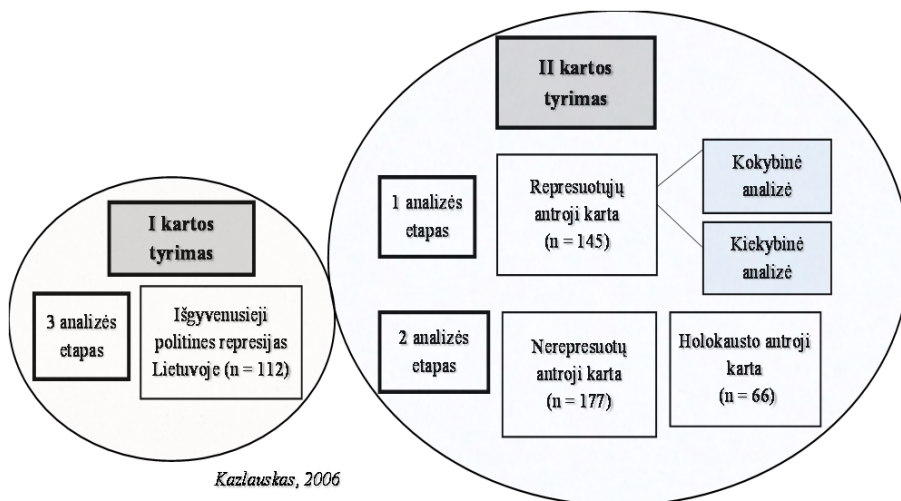 I kartos
tyrimas
3 analizės
etapas
Išgyvenusieji
politines represijas
Lietuvoje (n = 112)
Kazlauskas, 2006
II kartos
tyrimas
1 analizės
etapas
Represuotųjų
antroji karta
(n = 145)
Kokybinė
analizė
Kiekybinė
analizė
2 analizės
etapas
Nerepresuotų
antroji karta
(n = 177)
Holokausto antroji
karta
(n = 66)